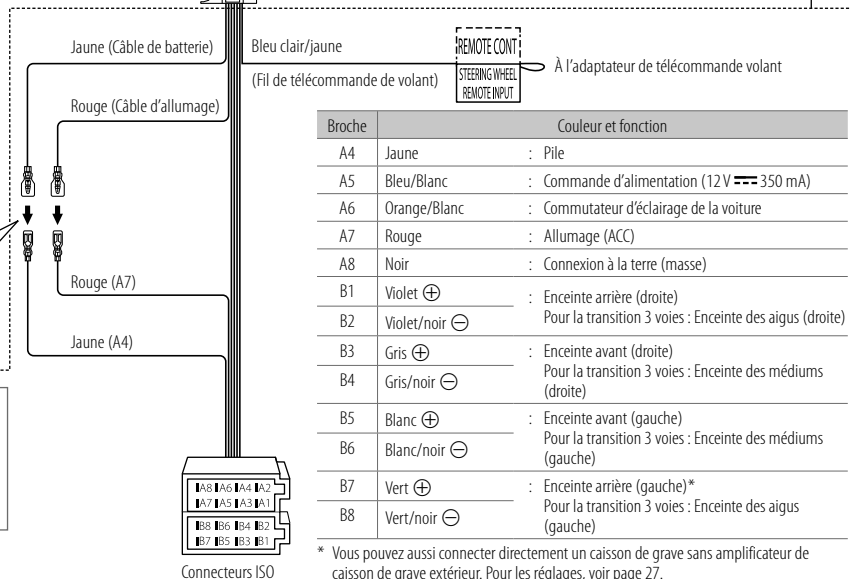 Jaune (Câble de batterie)
Bleu clair/jaune
(Fil de télécommande de volant)
REMOTE CONT
STEERING WHEEL
REMOTE INPUT
À l'adaptateur de télécommande volant
Rouge (Câble d'allumage)
Rouge (A7)
Jaune (A4)
A8 A6 A4 A2
A7 A5 A3 A1
B8 B6 B4 B2
B7 B5 B3 B1
Connecteurs ISO
Broche Couleur et fonction
A4 Jaune : Pile
A5 Bleu/Blanc : Commande d'alimentation (12 V ⎓ 350 mA)
A6 Orange/Blanc : Commutateur d'éclairage de la voiture
A7 Rouge : Allumage (ACC)
A8 Noir : Connexion à la terre (masse)
B1 Violet ⊕ : Enceinte arrière (droite)
B2 Violet/noir ⊖ Pour la transition 3 voies : Enceinte des aigus (droite)
B3 Gris ⊕ : Enceinte avant (droite)
B4 Gris/noir ⊖ Pour la transition 3 voies : Enceinte des médiums
(droite)
B5 Blanc ⊕ : Enceinte avant (gauche)
B6 Blanc/noir ⊖ Pour la transition 3 voies : Enceinte des médiums
(gauche)
B7 Vert ⊕ : Enceinte arrière (gauche)*
B8 Vert/noir ⊖ Pour la transition 3 voies : Enceinte des aigus
(gauche)
* Vous pouvez aussi connecter directement un caisson de grave sans amplificateur de
caisson de grave extérieur. Pour les réglages, voir page 27.